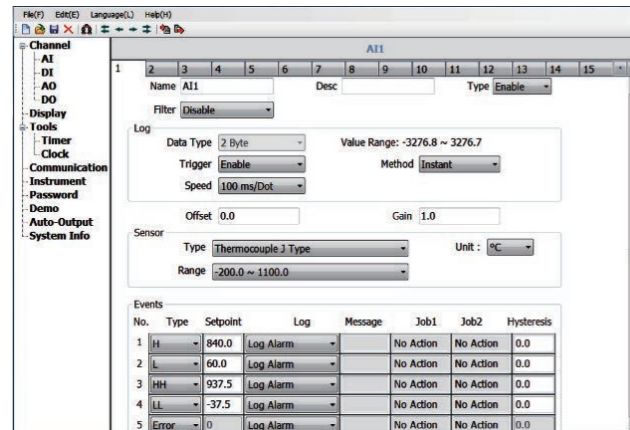 File(F) Edit(E) Language(L) Help(H)
Channel
AI
DI
AO
DO
Display
Tools
Timer
Clock
Communication
Instrument
Password
Demo
Auto-Output
System Info
AI1
1 2 3 4 5 6 7 8 9 10 11 12 13 14 15
Name AI1 Desc Type Enable
Filter Disable
Log
Data Type 2 Byte Value Range: -3276.8 ~ 3276.7
Trigger Enable Method Instant
Speed 100 ms/Dot
Offset 0.0 Gain 1.0
Sensor
Type Thermocouple J Type Unit : °C
Range -200.0 ~ 1100.0
Events
No. Type Setpoint Log Message Job1 Job2 Hysteresis
1 H 840.0 Log Alarm No Action No Action 0.0
2 L 60.0 Log Alarm No Action No Action 0.0
3 HH 937.5 Log Alarm No Action No Action 0.0
4 LL -37.5 Log Alarm No Action No Action 0.0
5 Error 0 Log Alarm No Action No Action 0.0